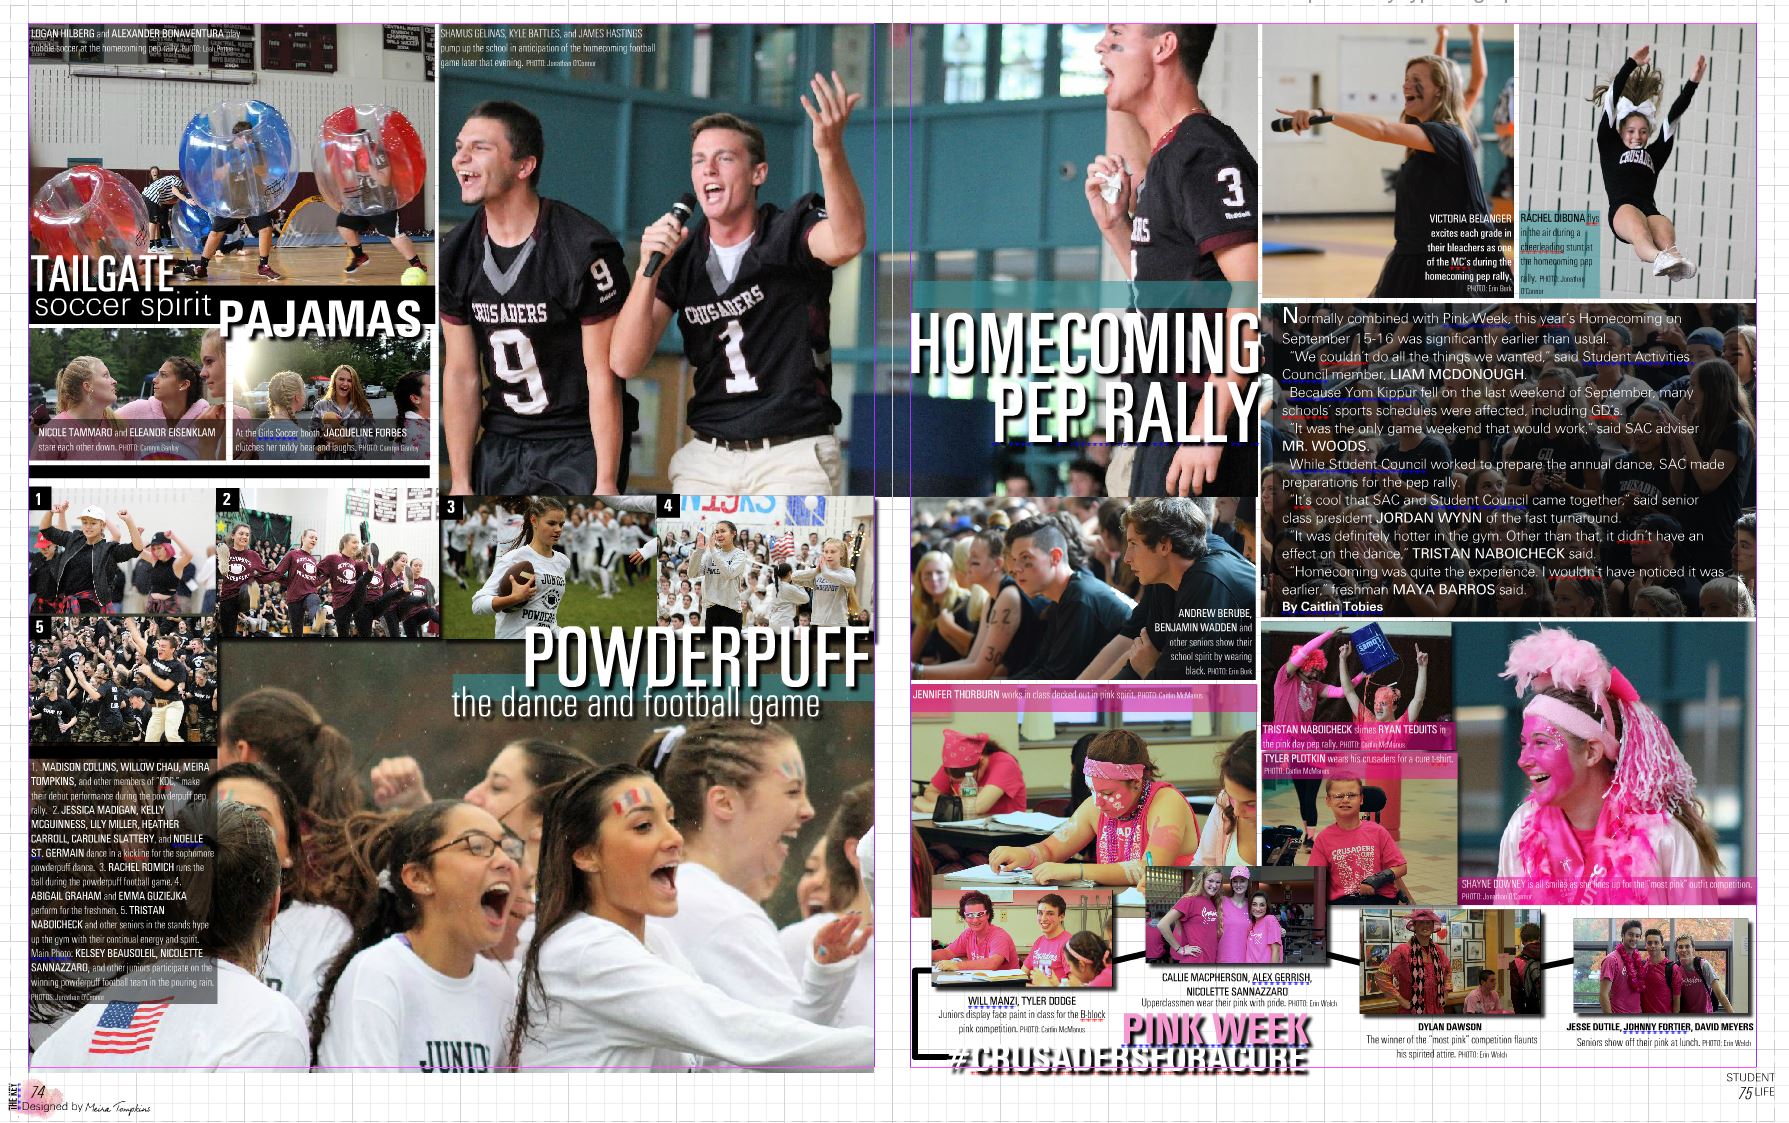 LOGAN HILBERG and ALEXANDER BONAVENTURA play
bubble soccer at the homecoming pep rally. PHOTO:
TAILGATE
soccer spirit
PAJAMAS
NICOLE TAMMARO and ELEANOR EISENKLAM
stare each other down. PHOTO: Camryn Ganley
At the Girls Soccer booth, JACQUELINE FORBES
clutches her teddy bear and laughs. PHOTO: Camryn Ganley
SHAMUS GELINAS, KYLE BATTLES, and JAMES HASTINGS
pump up the school in anticipation of the homecoming football
game later that evening. PHOTO: Jonathan O'Connor
9
CRUSADERS
9
CRUSADERS
1
3
HOMECOMING
PEP RALLY
VICTORIA BELANGER
excites each grade in
their bleachers as one
of the MC's during the
homecoming pep rally.
PHOTO: Erin Berk
RACHEL DIBONA flys
in the air during a
cheerleading stunt at
the homecoming pep
rally. PHOTO: Jonathan
O'Connor
Normally combined with Pink Week, this year's Homecoming on
September 15-16 was significantly earlier than usual.
"We couldn't do all the things we wanted," said Student Activities
Council member, LIAM MCDONOUGH.
Because Yom Kippur fell on the last weekend of September, many
schools' sports schedules were affected, including GD's.
"It was the only game weekend that would work," said SAC adviser
MR. WOODS.
While Student Council worked to prepare the annual dance, SAC made
preparations for the pep rally.
"It's cool that SAC and Student Council came together," said senior
class president JORDAN WYNN of the fast turnaround.
"It was definitely hotter in the gym. Other than that, it didn't have an
effect on the dance," TRISTAN NABOICHECK said.
"Homecoming was quite the experience. I wouldn't have noticed it was
earlier," freshman MAYA BARROS said.
By Caitlin Tobies
1
2
3
4
5
POWDERPUFF
the dance and football game
1. MADISON COLLINS, WILLOW CHAU, MEIRA
TOMPKINS, and other members of "KDC," make
their debut performance during the powderpuff pep
rally. 2. JESSICA MADIGAN, KELLY
MCGUINNESS, LILY MILLER, HEATHER
CARROLL, CAROLINE SLATTERY, and NOELLE
ST. GERMAIN dance in a kickline for the sophomore
powderpuff dance. 3. RACHEL ROMICH runs the
ball during the powderpuff football game. 4.
ABIGAIL GRAHAM and EMMA GUZIEJKA
perform for the freshmen. 5. TRISTAN
NABOICHECK and other seniors in the stands hype
up the gym with their continual energy and spirit.
Main Photo: KELSEY BEAUSOLEIL, NICOLETTE
SANNAZZARO, and other juniors participate on the
winning powderpuff football team in the pouring rain.
PHOTOS: Jonathan O'Connor
ANDREW BERUBE,
BENJAMIN WADDEN and
other seniors show their
school spirit by wearing
black. PHOTO: Erin Berk
JENNIFER THORBURN works in class decked out in pink spirit. PHOTO: Caitlin McManus
TRISTAN NABOICHECK slimes RYAN TEDUITS in
the pink day pep rally. PHOTO: Caitlin McManus
TYLER PLOTKIN wears his crusaders for a cure t-shirt.
PHOTO: Caitlin McManus
SHAYNE DOWNEY is all smiles as she lines up for the "most pink" outfit competition.
PHOTO: Jonathan O'Connor
WILL MANZI, TYLER DODGE
Juniors display face paint in class for the B-block
pink competition. PHOTO: Caitlin McManus
CALLIE MACPHERSON, ALEX GERRISH,
NICOLETTE SANNAZZARO
Upperclassmen wear their pink with pride. PHOTO: Erin Welch
PINK WEEK
#CRUSADERSFORACURE
DYLAN DAWSON
The winner of the "most pink" competition flaunts
his spirited attire. PHOTO: Erin Welch
JESSE DUTILE, JOHNNY FORTIER, DAVID MEYERS
Seniors show off their pink at lunch. PHOTO: Erin Welch
THE KEY
74
Designed by Meira Tompkins
STUDENT
75 LIFE